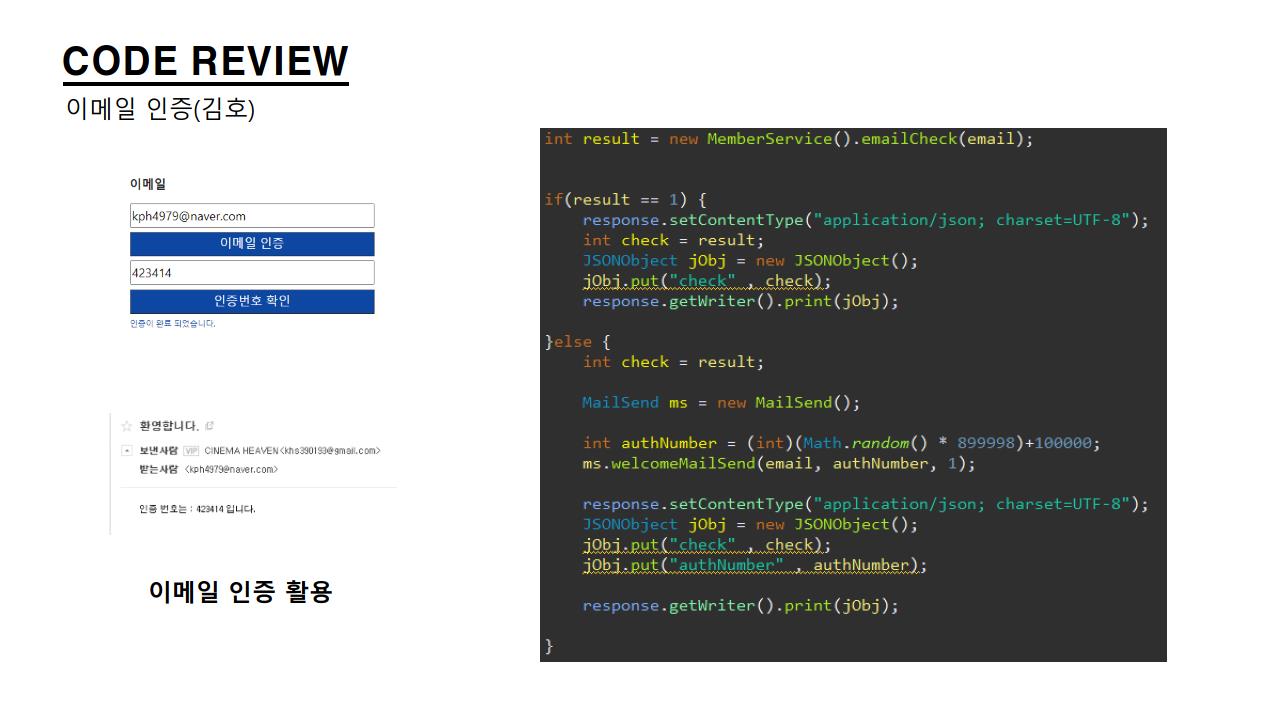 CODE REVIEW
이메일 인증(김호)
이메일
kph4979@naver.com
이메일 인증
423414
인증번호 확인
인증이 완료 되었습니다.
환영합니다.
보낸사람 VIP CINEMA HEAVEN<khs390193@gmail.com>
받는사람 <kph4979@naver.com>
인증 번호는 : 423414 입니다.
이메일 인증 활용
int result = new MemberService().emailCheck(email);
if(result == 1) {
response.setContentType("application/json; charset=UTF-8");
int check = result;
JSONObject jObj = new JSONObject();
jObj.put("check" , check);
response.getWriter().print(jObj);
}else {
int check = result;
MailSend ms = new MailSend();
int authNumber = (int)(Math.random() * 899998)+100000;
ms.welcomeMailSend(email, authNumber, 1);
response.setContentType("application/json; charset=UTF-8");
JSONObject jObj = new JSONObject();
jObj.put("check" , check);
jObj.put("authNumber" , authNumber);
response.getWriter().print(jObj);
}